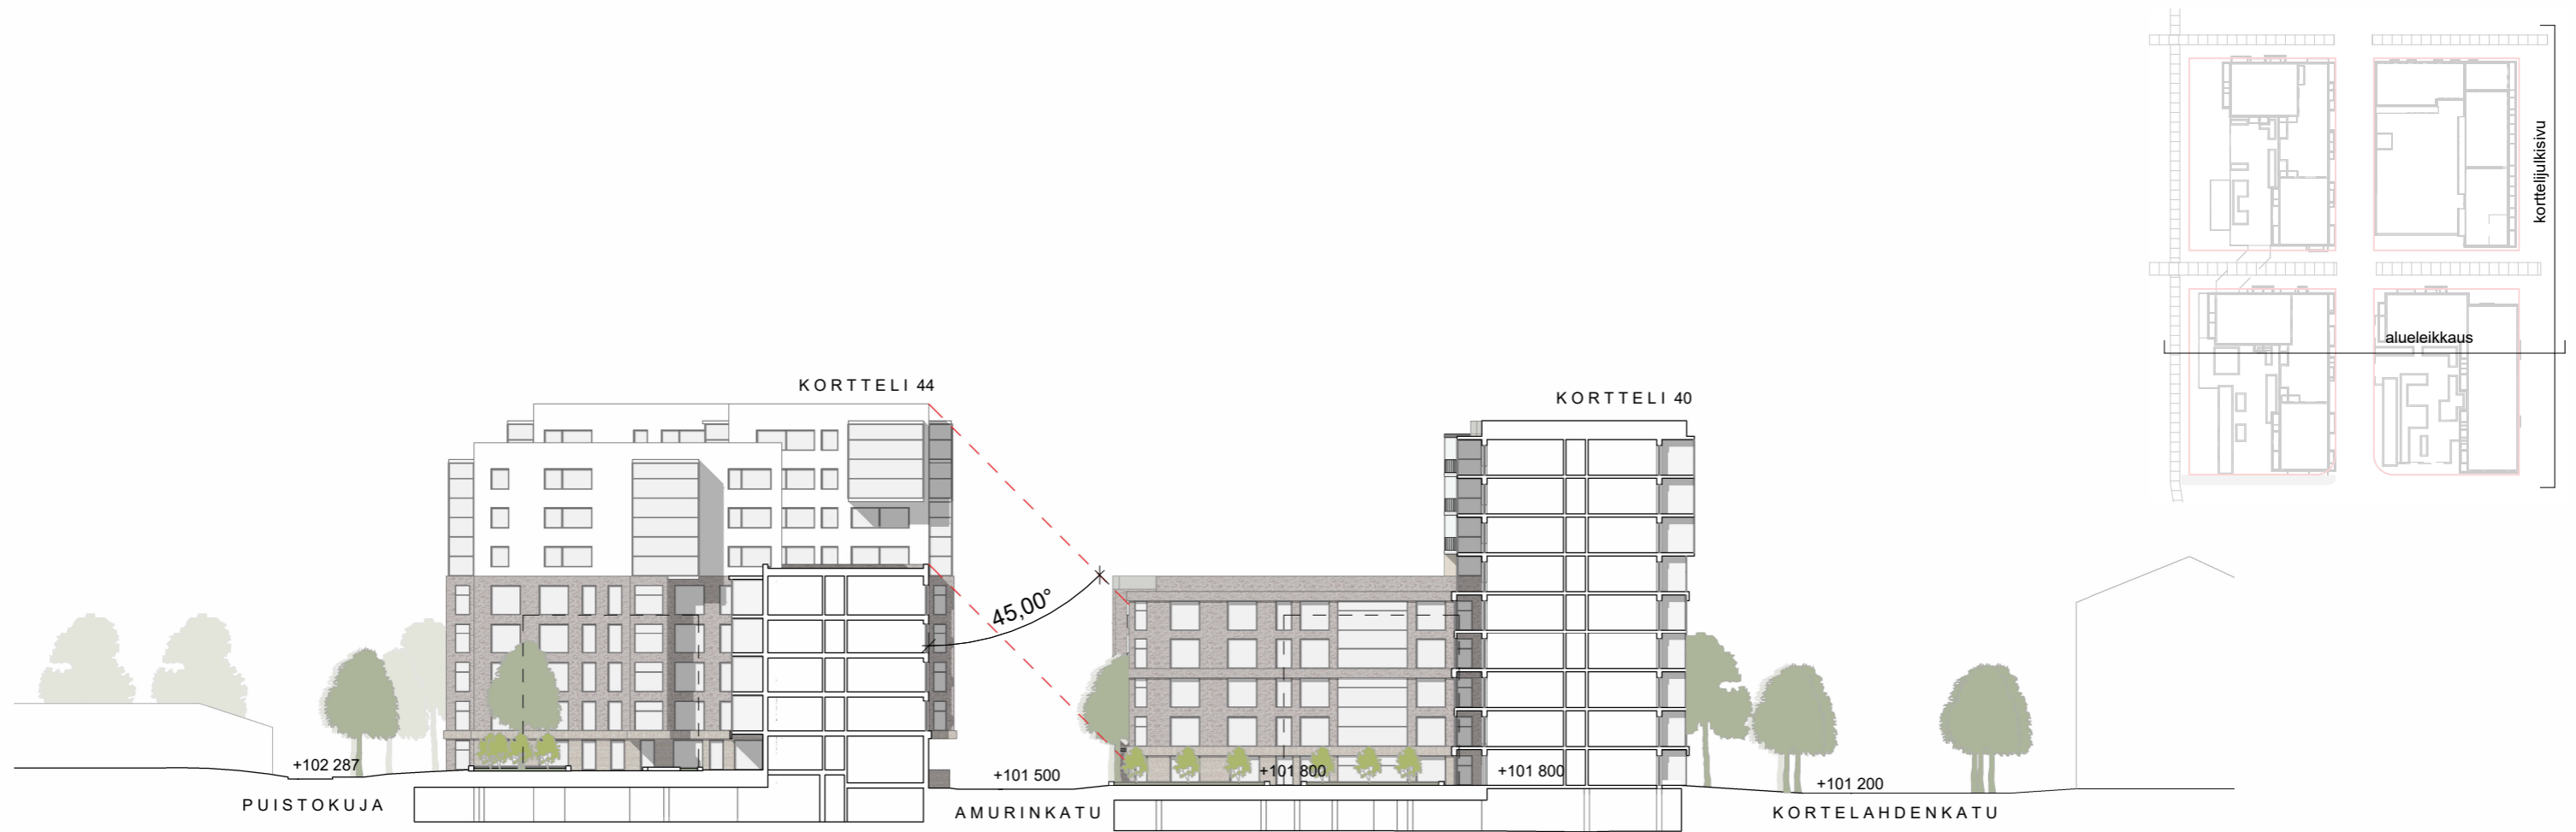 korttelijulkisivu
alueleikkaus
KORTTELI 44
KORTTELI 40
45,00°
+102 287
+101 500
+101 800
+101 800
+101 200
PUISTOKUJA
AMURINKATU
KORTELAHDENKATU